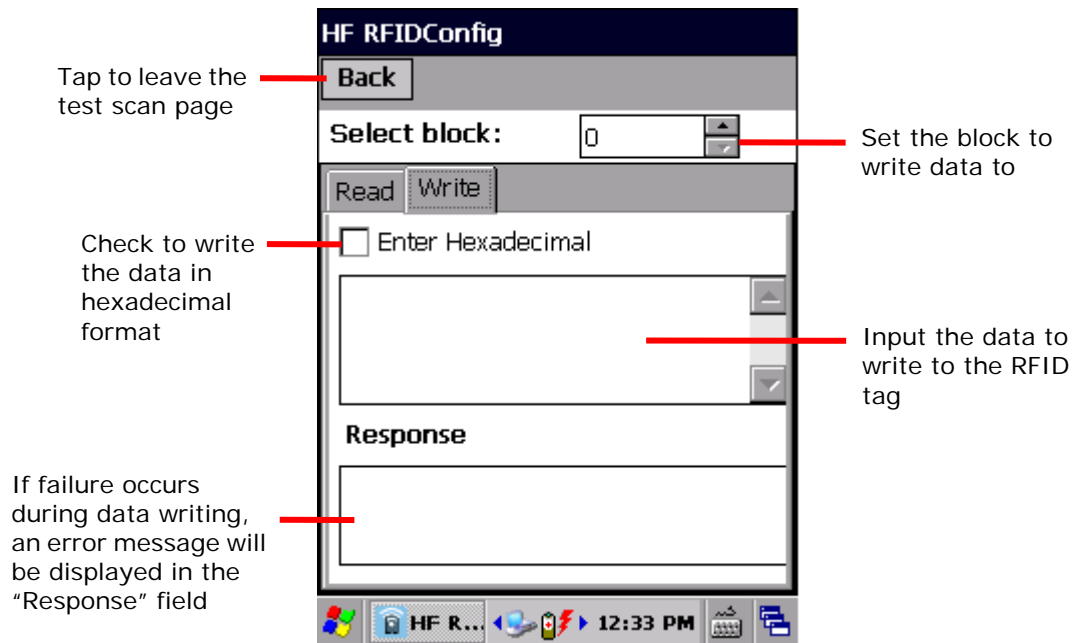 HF RFIDConfig
Back
Tap to leave the
test scan page
Select block:
0
Set the block to
write data to
Read
Write
Check to write
the data in
hexadecimal
format
Enter Hexadecimal
Input the data to
write to the RFID
tag
Response
If failure occurs
during data writing,
an error message will
be displayed in the
“Response” field
HF R... 12:33 PM